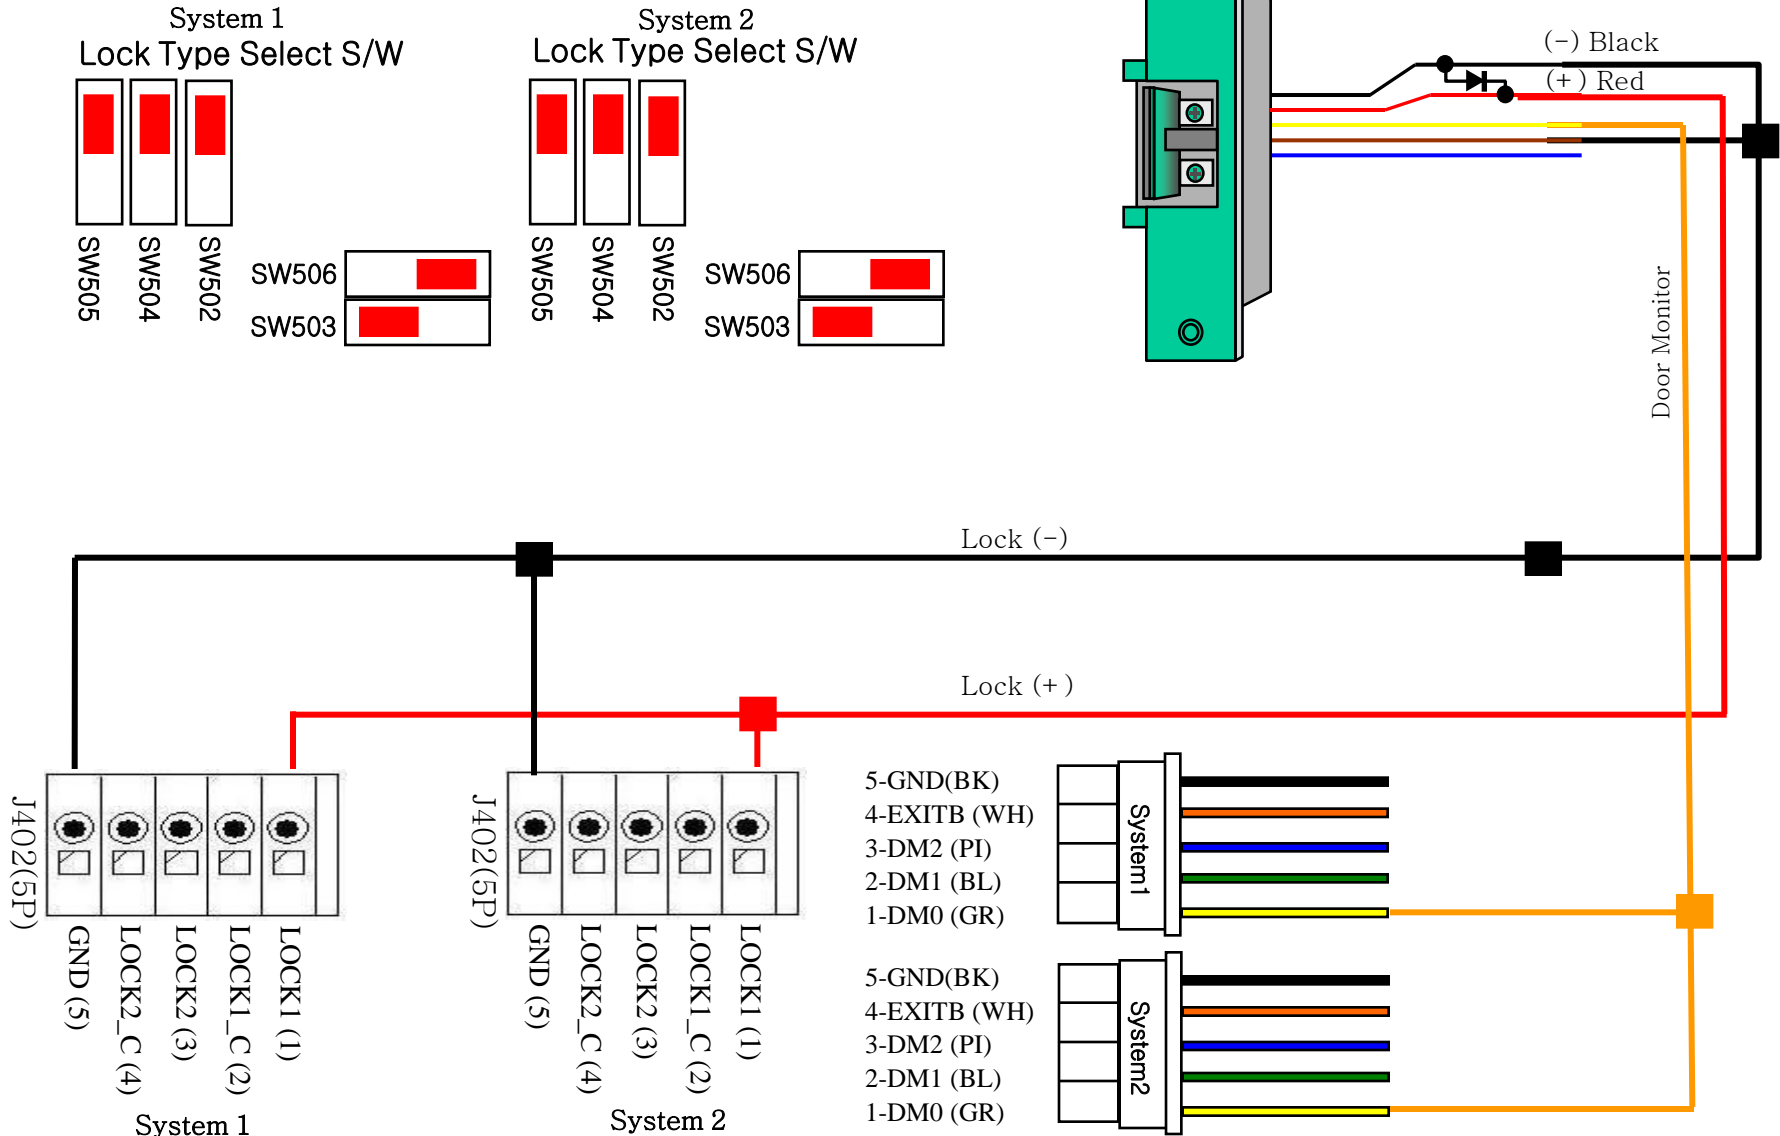 System 1
Lock Type Select S/W
SW505
SW504
SW502
SW506
SW503
System 2
Lock Type Select S/W
SW505
SW504
SW502
SW506
SW503
(-) Black
(+) Red
Door Monitor
Lock (-)
Lock (+)
J402(5P)
GND (5)
LOCK2_C (4)
LOCK2 (3)
LOCK1_C (2)
LOCK1 (1)
System 1
J402(5P)
GND (5)
LOCK2_C (4)
LOCK2 (3)
LOCK1_C (2)
LOCK1 (1)
System 2
5-GND(BK)
4-EXITB (WH)
3-DM2 (PI)
2-DM1 (BL)
1-DM0 (GR)
System1
5-GND(BK)
4-EXITB (WH)
3-DM2 (PI)
2-DM1 (BL)
1-DM0 (GR)
System2